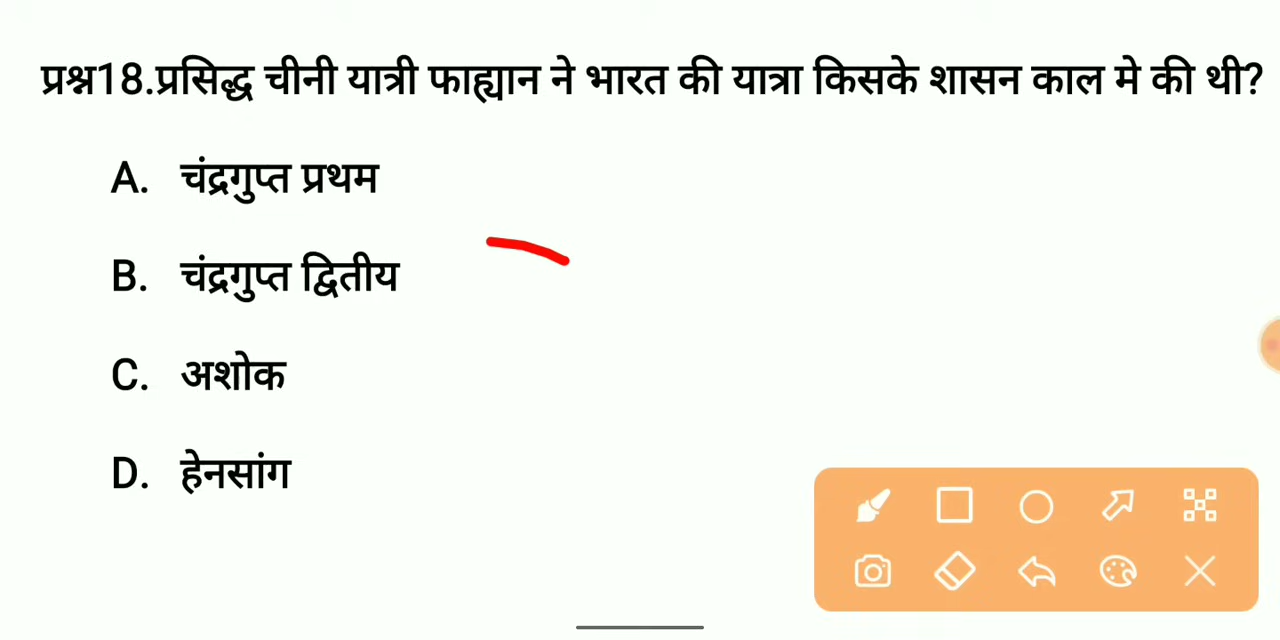 प्रश्न18.प्रसिद्ध चीनी यात्री फाह्यान ने भारत की यात्रा किसके शासन काल मे की थी?
A. चंद्रगुप्त प्रथम
B. चंद्रगुप्त द्वितीय
C. अशोक
D. हेनसांग